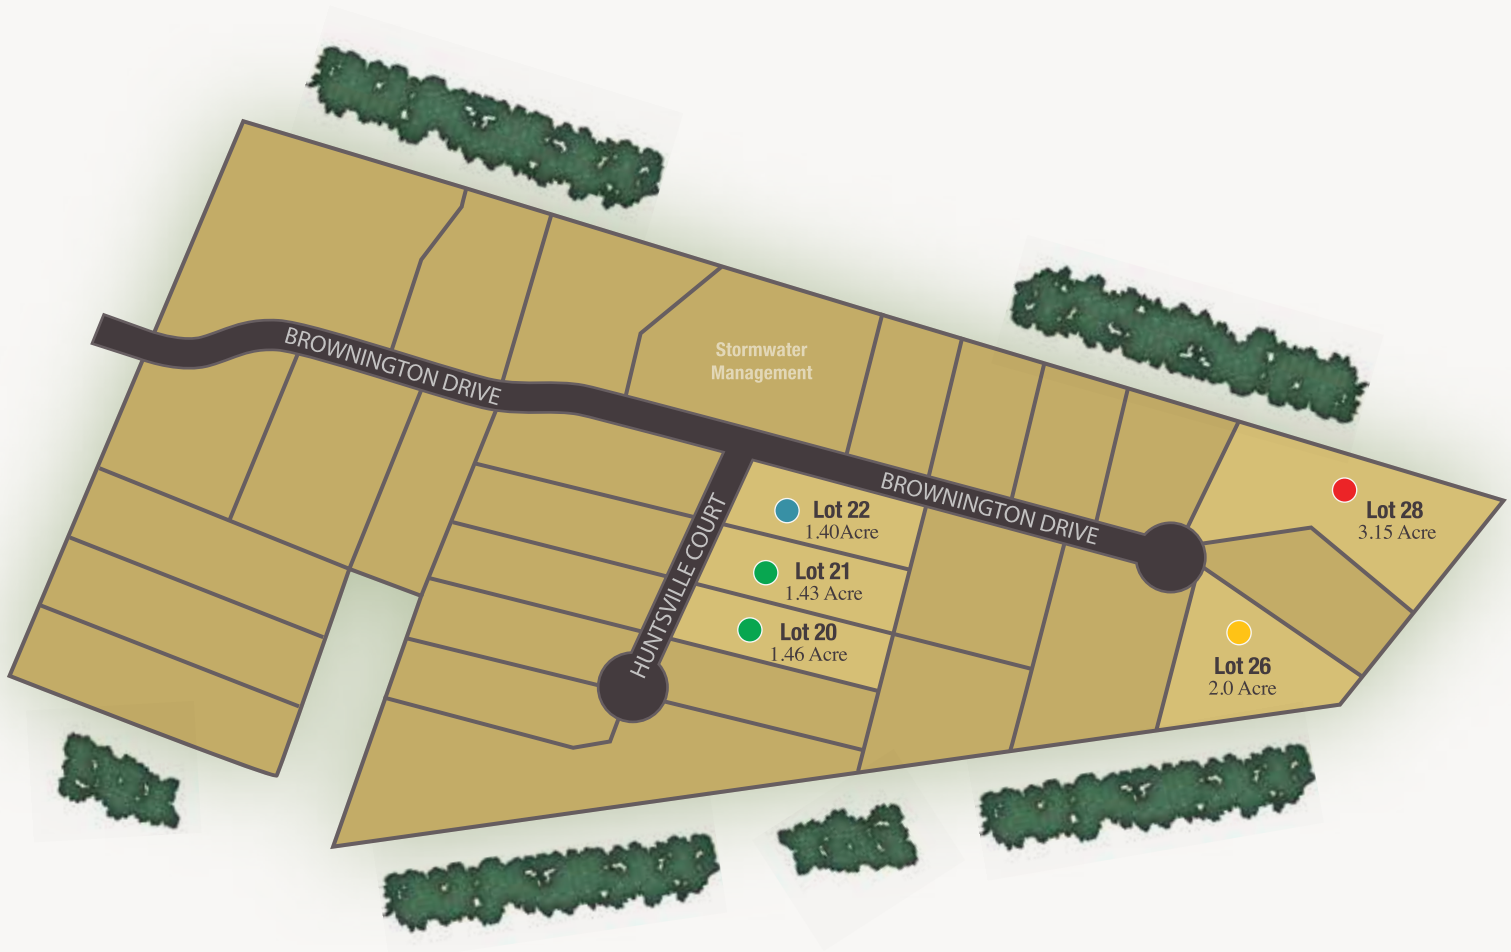 BROWNINGTON DRIVE
Stormwater
Management
BROWNINGTON DRIVE
HUNTSVILLE COURT
Lot 22
1.40Acre
Lot 21
1.43 Acre
Lot 20
1.46 Acre
Lot 28
3.15 Acre
Lot 26
2.0 Acre